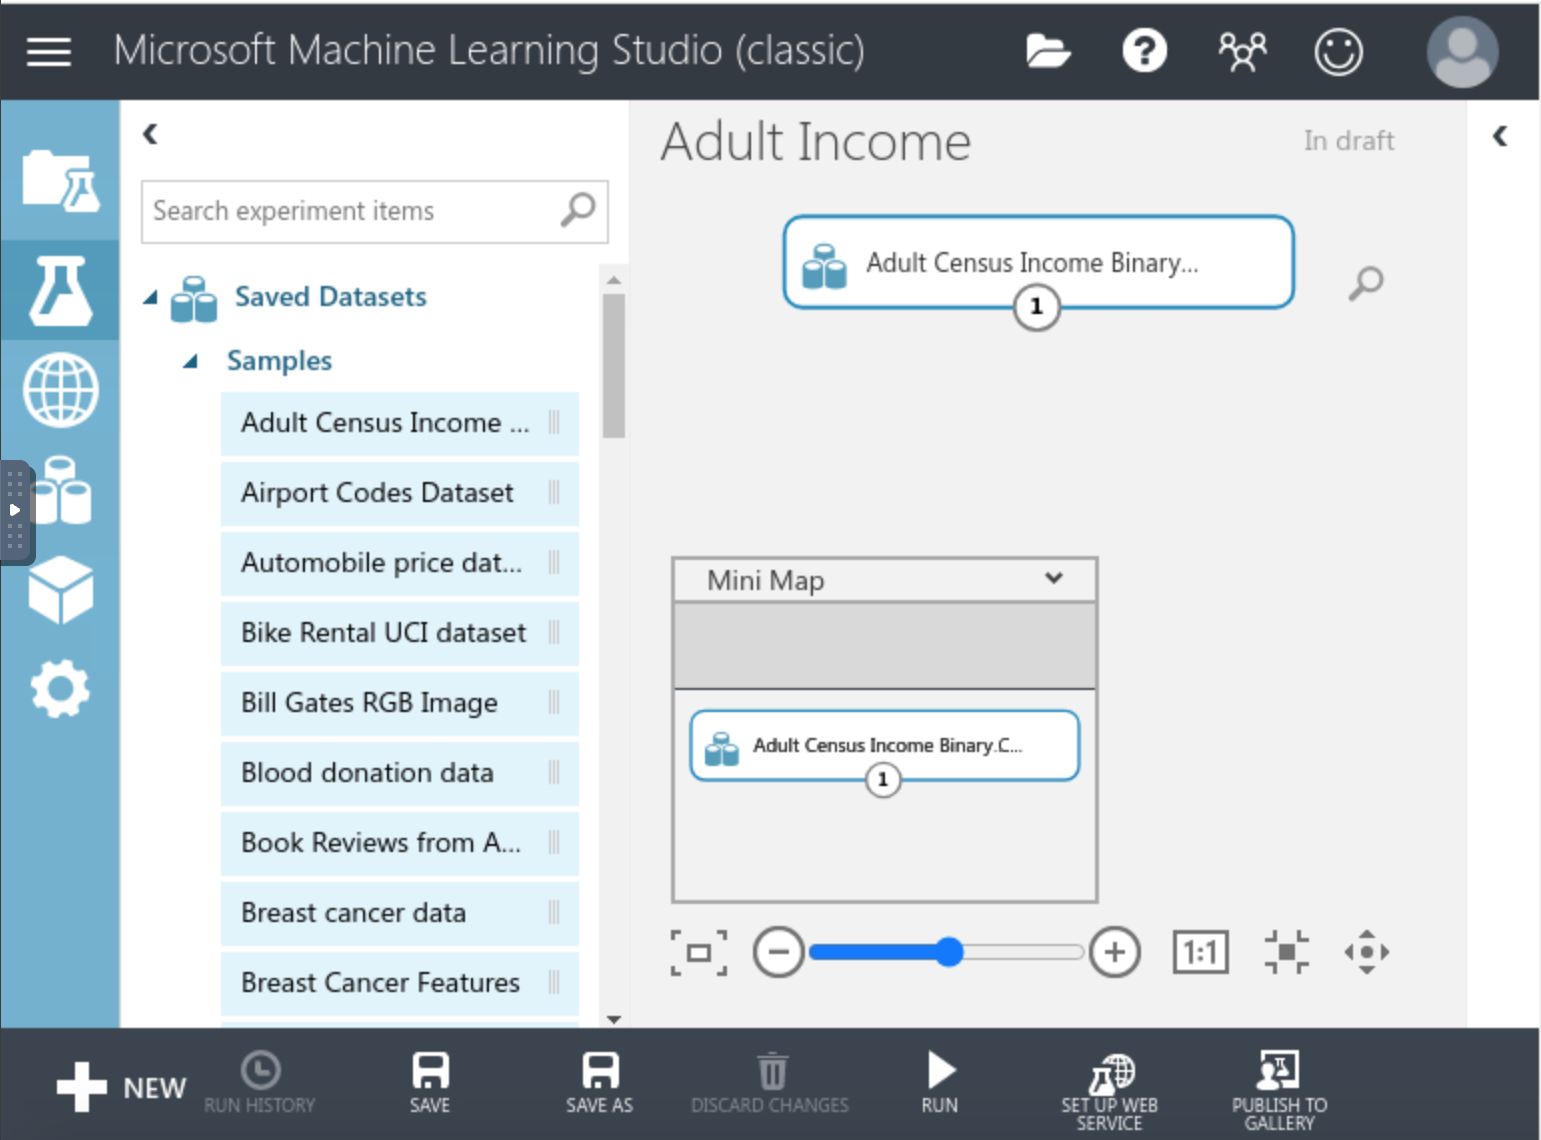 Microsoft Machine Learning Studio (classic)
?
Search experiment items
Saved Datasets
Samples
Adult Census Income ...
Airport Codes Dataset
Automobile price dat...
Bike Rental UCI dataset
Bill Gates RGB Image
Blood donation data
Book Reviews from A...
Breast cancer data
Breast Cancer Features
Adult Income
In draft
Adult Census Income Binary...
1
Mini Map
Adult Census Income Binary C...
1
1:1
NEW
RUN HISTORY
SAVE
SAVE AS
DISCARD CHANGES
RUN
SET UP WEB
SERVICE
PUBLISH TO
GALLERY